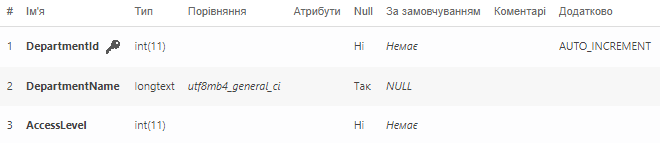 # Ім'я Тип Порівняння Атрибути Null За замовчуванням Коментарі Додатково
1 DepartmentId int(11) Ні Немає AUTO_INCREMENT
2 DepartmentName longtext utf8mb4_general_ci Так NULL
3 AccessLevel int(11) Ні Немає